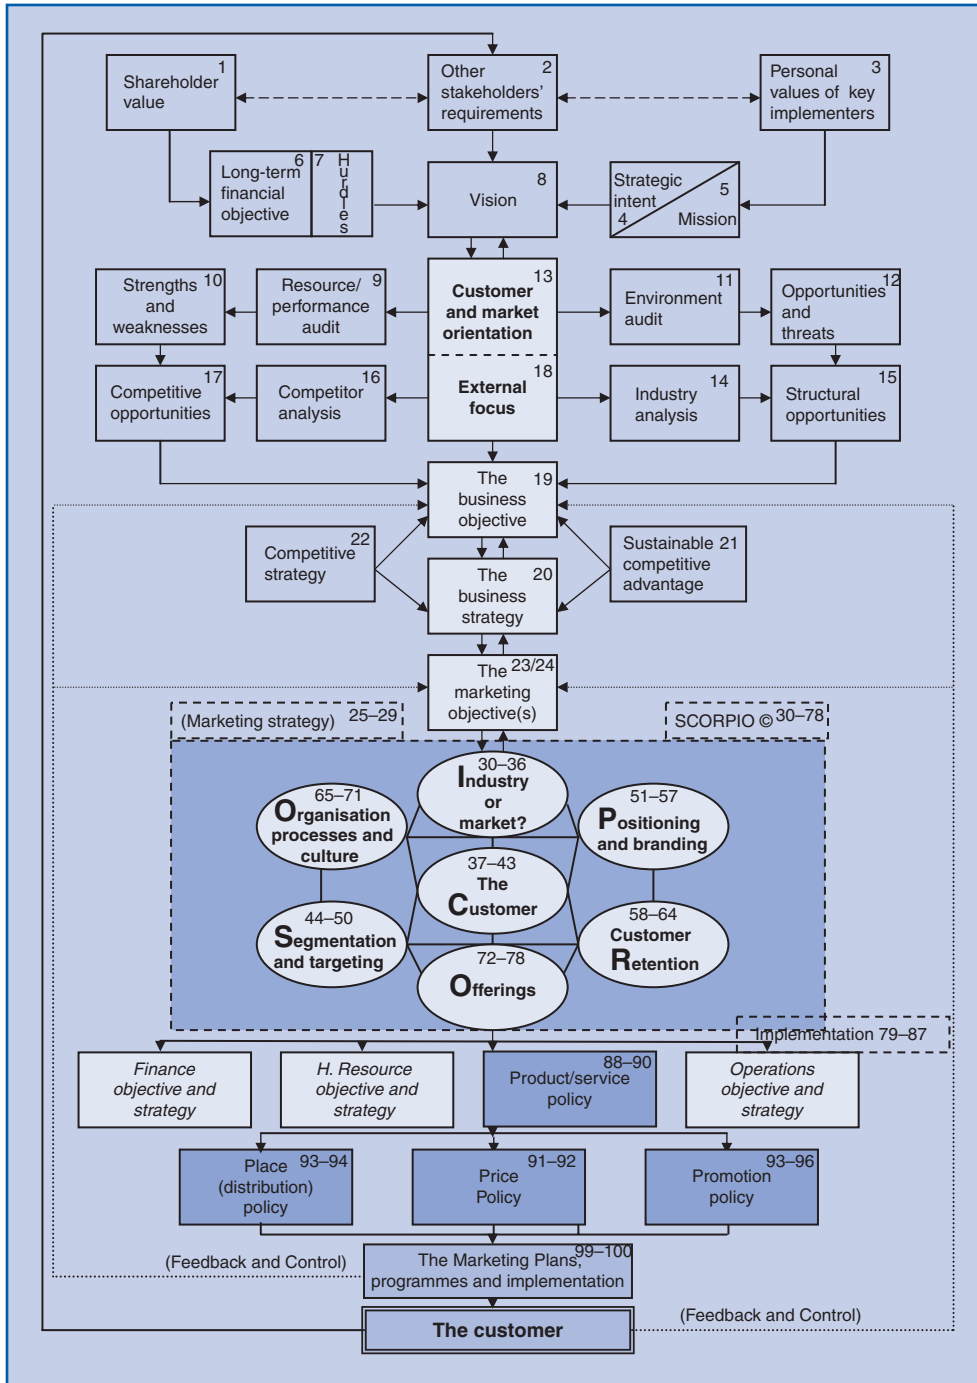 1
Shareholder
value
2
Other
stakeholders'
requirements
3
Personal
values of key
implementers
6
Long-term
financial
objective
7
Hurdles
8
Vision
Strategic
intent
4
5
Mission
10
Strengths
and
weaknesses
9
Resource/
performance
audit
13
Customer
and market
orientation
11
Environment
audit
12
Opportunities
and
threats
17
Competitive
opportunities
16
Competitor
analysis
18
External
focus
14
Industry
analysis
15
Structural
opportunities
19
The
business
objective
22
Competitive
strategy
20
The
business
strategy
Sustainable 21
competitive
advantage
23/24
The
marketing
objective(s)
(Marketing strategy) 25–29
SCORPIO © 30–78
30–36
Industry
or
market?
65–71
Organisation
processes and
culture
51–57
Positioning
and branding
37–43
The
Customer
44–50
Segmentation
and targeting
58–64
Customer
Retention
72–78
Offerings
Implementation 79–87
Finance
objective and
strategy
H. Resource
objective and
strategy
88–90
Product/service
policy
Operations
objective and
strategy
93–94
Place
(distribution)
policy
91–92
Price
Policy
93–96
Promotion
policy
(Feedback and Control)
99–100
The Marketing Plans,
programmes and implementation
The customer
(Feedback and Control)